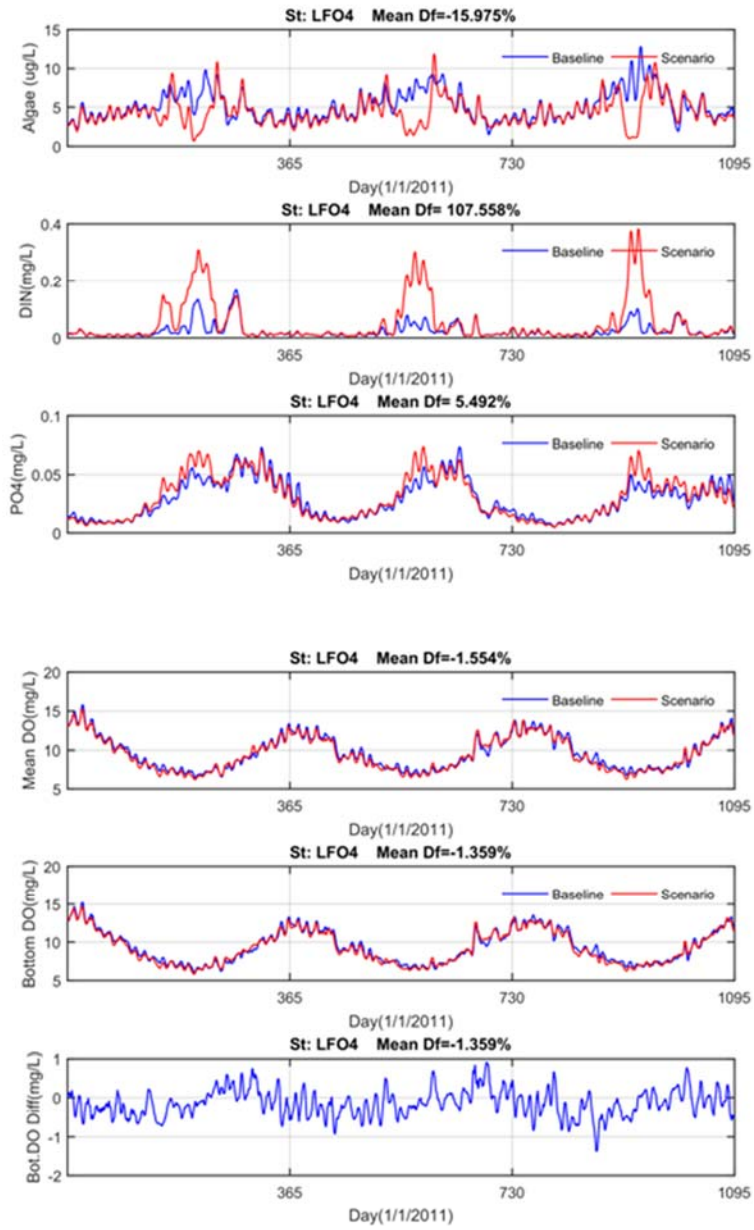 St: LFO4 Mean Df=-15.975%
15
10
5
0
Algae (ug/L)
Baseline Scenario
365 730 1095
Day(1/1/2011)
St: LFO4 Mean Df= 107.558%
0.4
0.2
0
DIN(mg/L)
Baseline Scenario
365 730 1095
Day(1/1/2011)
St: LFO4 Mean Df= 5.492%
0.1
0.05
0
PO4(mg/L)
Baseline Scenario
365 730 1095
Day(1/1/2011)
St: LFO4 Mean Df=-1.554%
20
15
10
5
Mean DO(mg/L)
Baseline Scenario
365 730 1095
Day(1/1/2011)
St: LFO4 Mean Df=-1.359%
20
15
10
5
Bottom DO(mg/L)
Baseline Scenario
365 730 1095
Day(1/1/2011)
St: LFO4 Mean Df=-1.359%
1
0
-1
-2
Bot.DO Diff(mg/L)
365 730 1095
Day(1/1/2011)